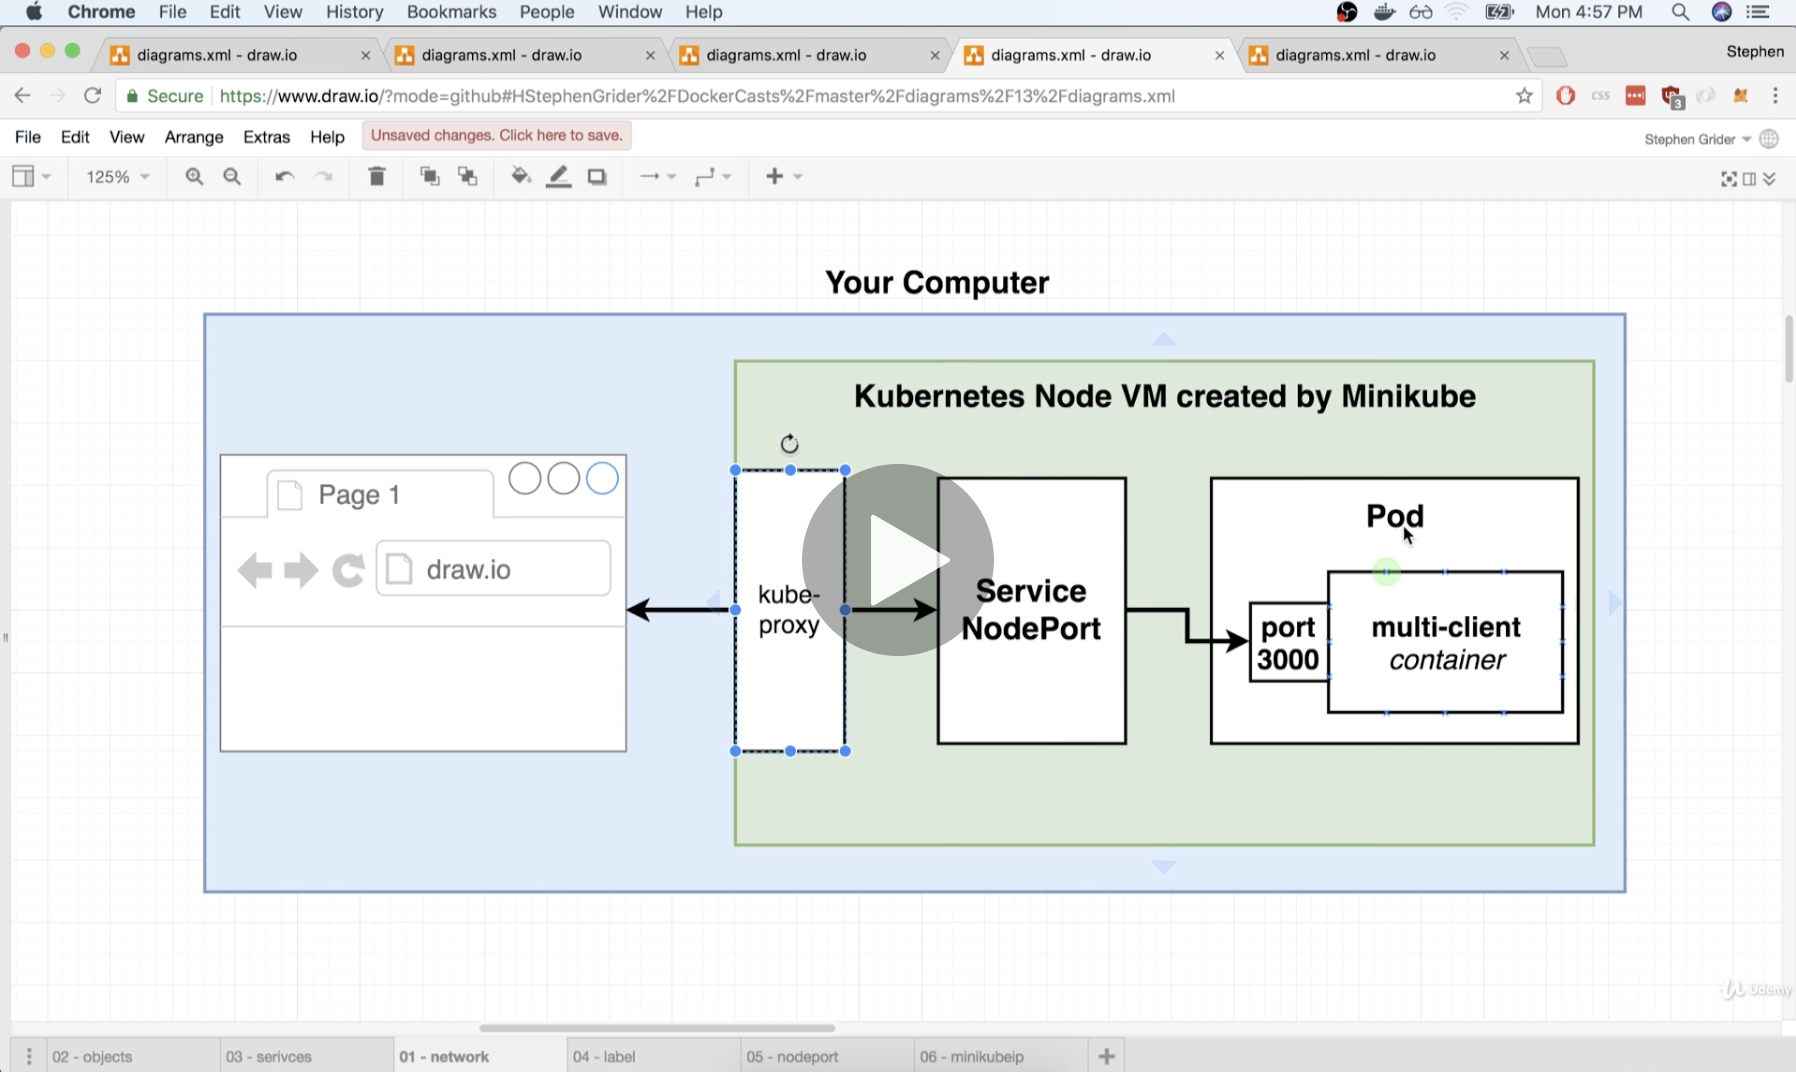 Chrome File Edit View History Bookmarks People Window Help Mon 4:57 PM
diagrams.xml - draw.io diagrams.xml - draw.io diagrams.xml - draw.io diagrams.xml - draw.io diagrams.xml - draw.io Stephen
Secure https://www.draw.io/?mode=github#HStephenGrider%2FDockerCasts%2Fmaster%2Fdiagrams%2F13%2Fdiagrams.xml css 3
File Edit View Arrange Extras Help Unsaved changes. Click here to save. Stephen Grider
125%
Your Computer
Kubernetes Node VM created by Minikube
Page 1
draw.io
kube-
proxy
Service
NodePort
Pod
port
3000
multi-client
container
Udemy
02 - objects 03 - serivces 01 - network 04 - label 05 - nodeport 06 - minikubeip